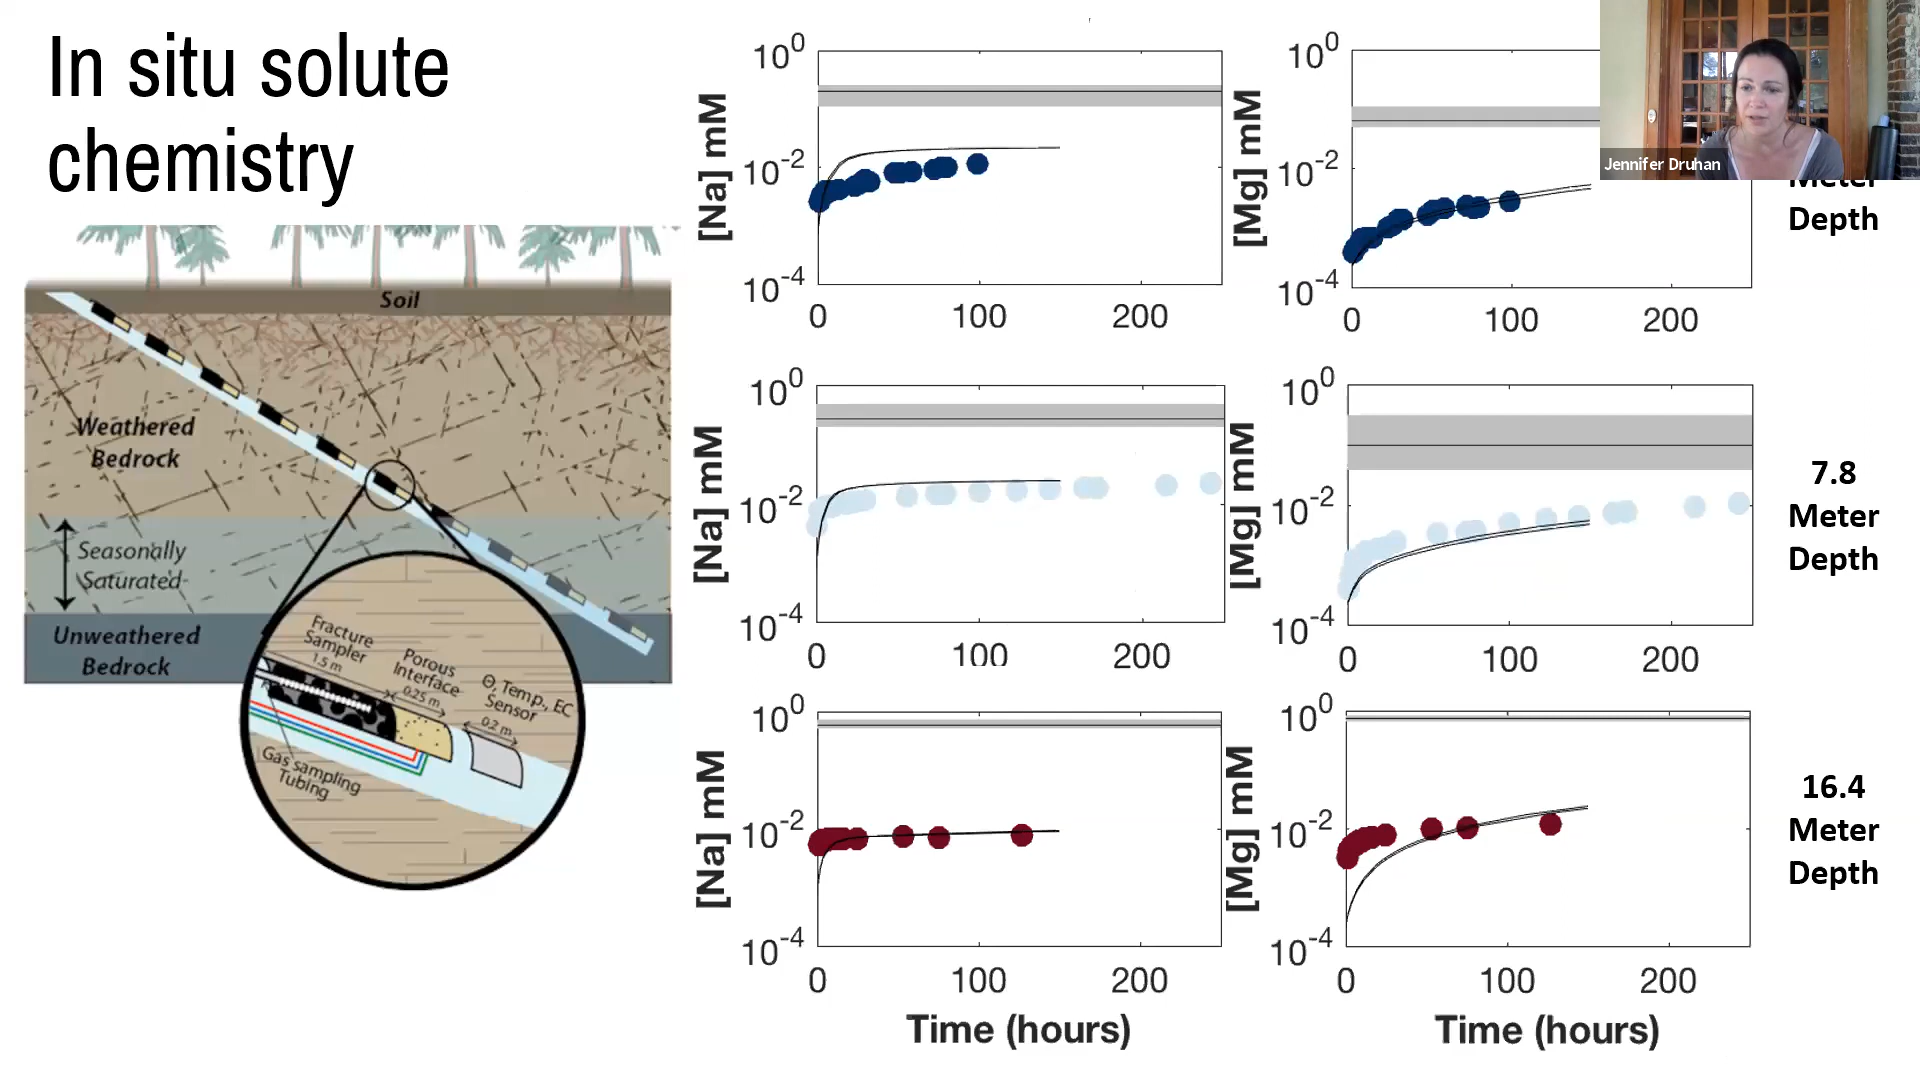 In situ solute
chemistry
Soil
Weathered
Bedrock
Seasonally
Saturated
Unweathered
Bedrock
Fracture
Sampler
1.5 m
Porous
Interface
0.25 m
Θ, Temp., EC
Sensor
0.2 m
Gas sampling
Tubing
[Na] mM
10^0
10^-2
10^-4
0
100
200
[Mg] mM
10^0
10^-2
10^-4
0
100
200
Jennifer Druhan
Meter
Depth
[Na] mM
10^0
10^-2
10^-4
0
100
200
[Mg] mM
10^0
10^-2
10^-4
0
100
200
7.8
Meter
Depth
[Na] mM
10^0
10^-2
10^-4
0
100
200
Time (hours)
[Mg] mM
10^0
10^-2
10^-4
0
100
200
Time (hours)
16.4
Meter
Depth